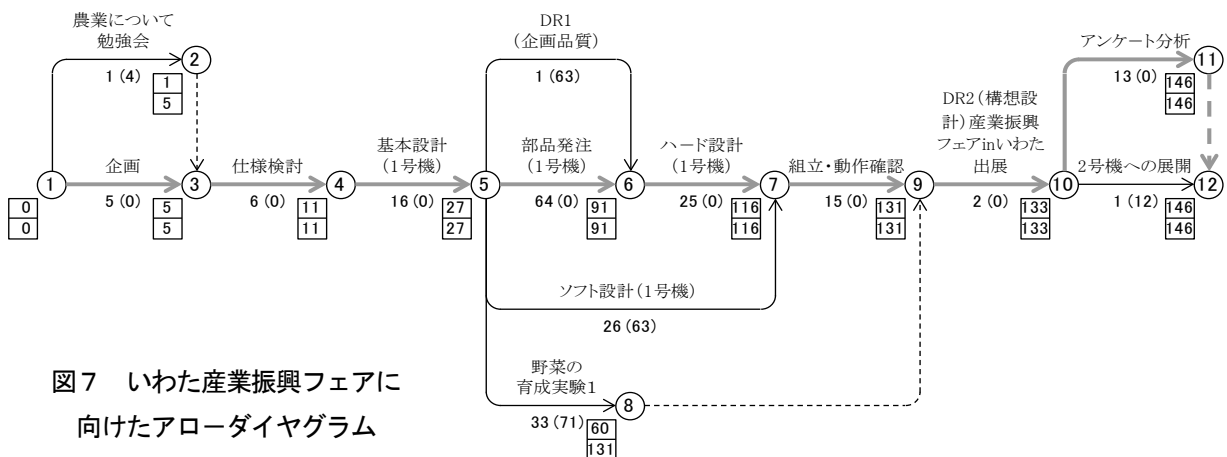 農業について
勉強会
1 (4)
2
1
5
1
0
0
企画
5 (0)
3
5
5
仕様検討
6 (0)
4
11
11
基本設計
(1号機)
16 (0)
5
27
27
DR1
(企画品質)
1 (63)
部品発注
(1号機)
64 (0)
6
91
91
ハード設計
(1号機)
25 (0)
7
116
116
ソフト設計(1号機)
26 (63)
野菜の
育成実験1
33 (71)
8
60
131
組立・動作確認
15 (0)
9
131
131
DR2(構想設
計)産業振興
フェアinいわた
出展
2 (0)
10
133
133
アンケート分析
13 (0)
11
146
146
2号機への展開
1 (12)
12
146
146
図7 いわた産業振興フェアに
向けたアローダイヤグラム